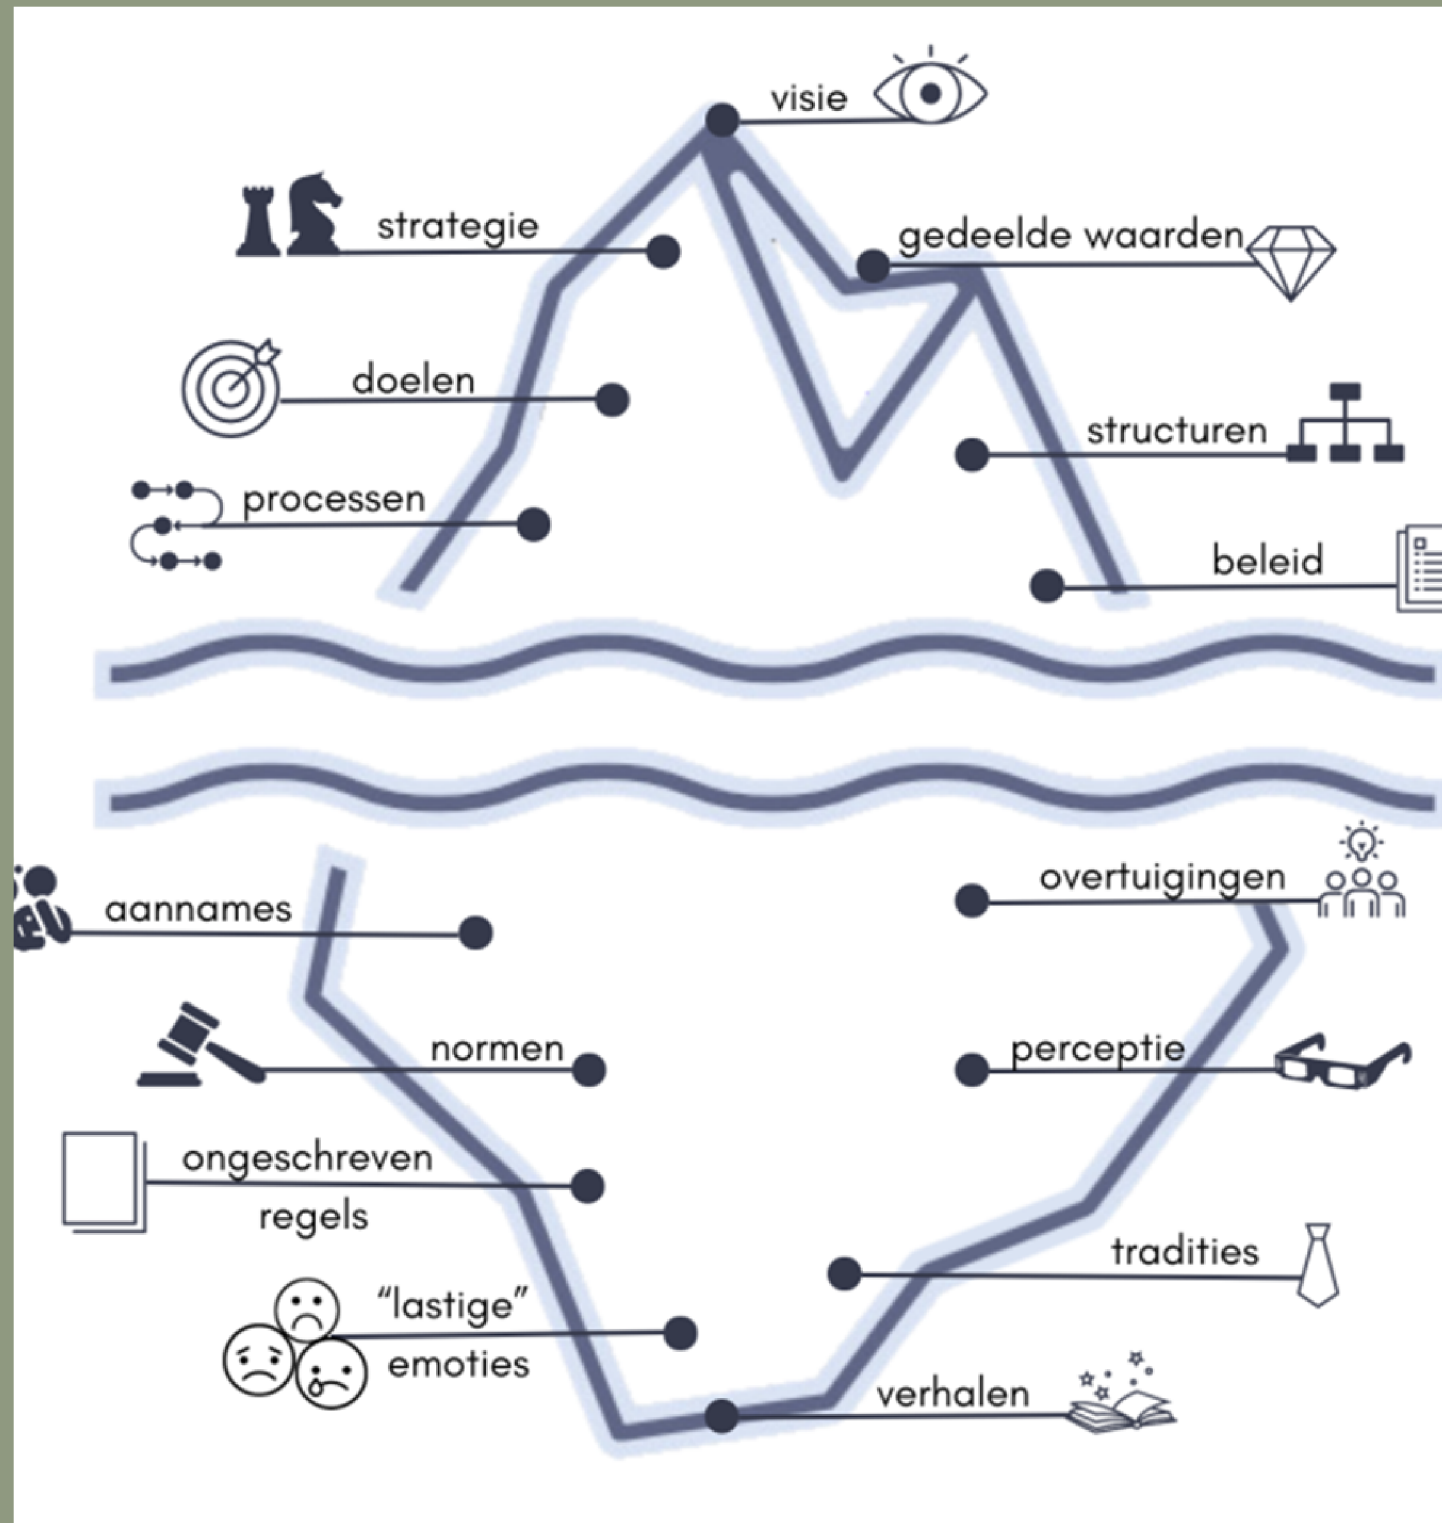 visie
strategie
gedeelde waarden
doelen
structuren
processen
beleid
overtuigingen
aannames
normen
perceptie
ongeschreven
regels
tradities
“lastige”
emoties
verhalen